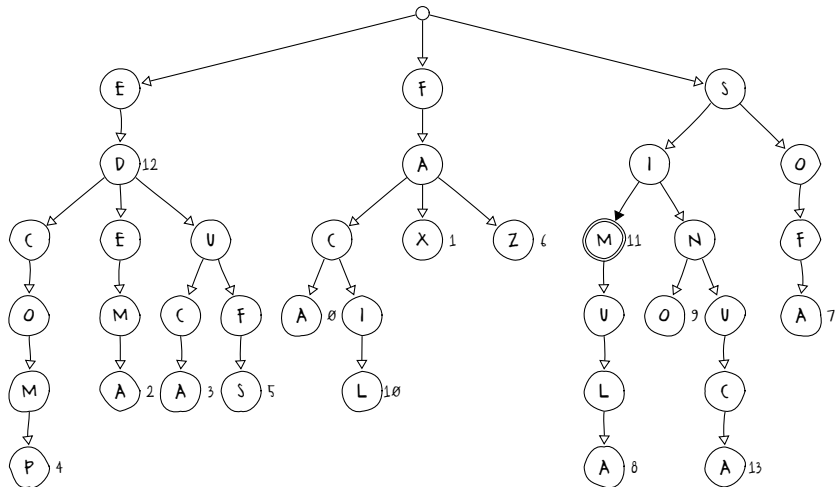 E F S
D 12 A I O
C E U C X 1 Z 6 M 11 N F
O M C F A 0 I U O 9 U A 7
M A 2 A 3 S 5 L 10 L C
P 4 A 8 A 13